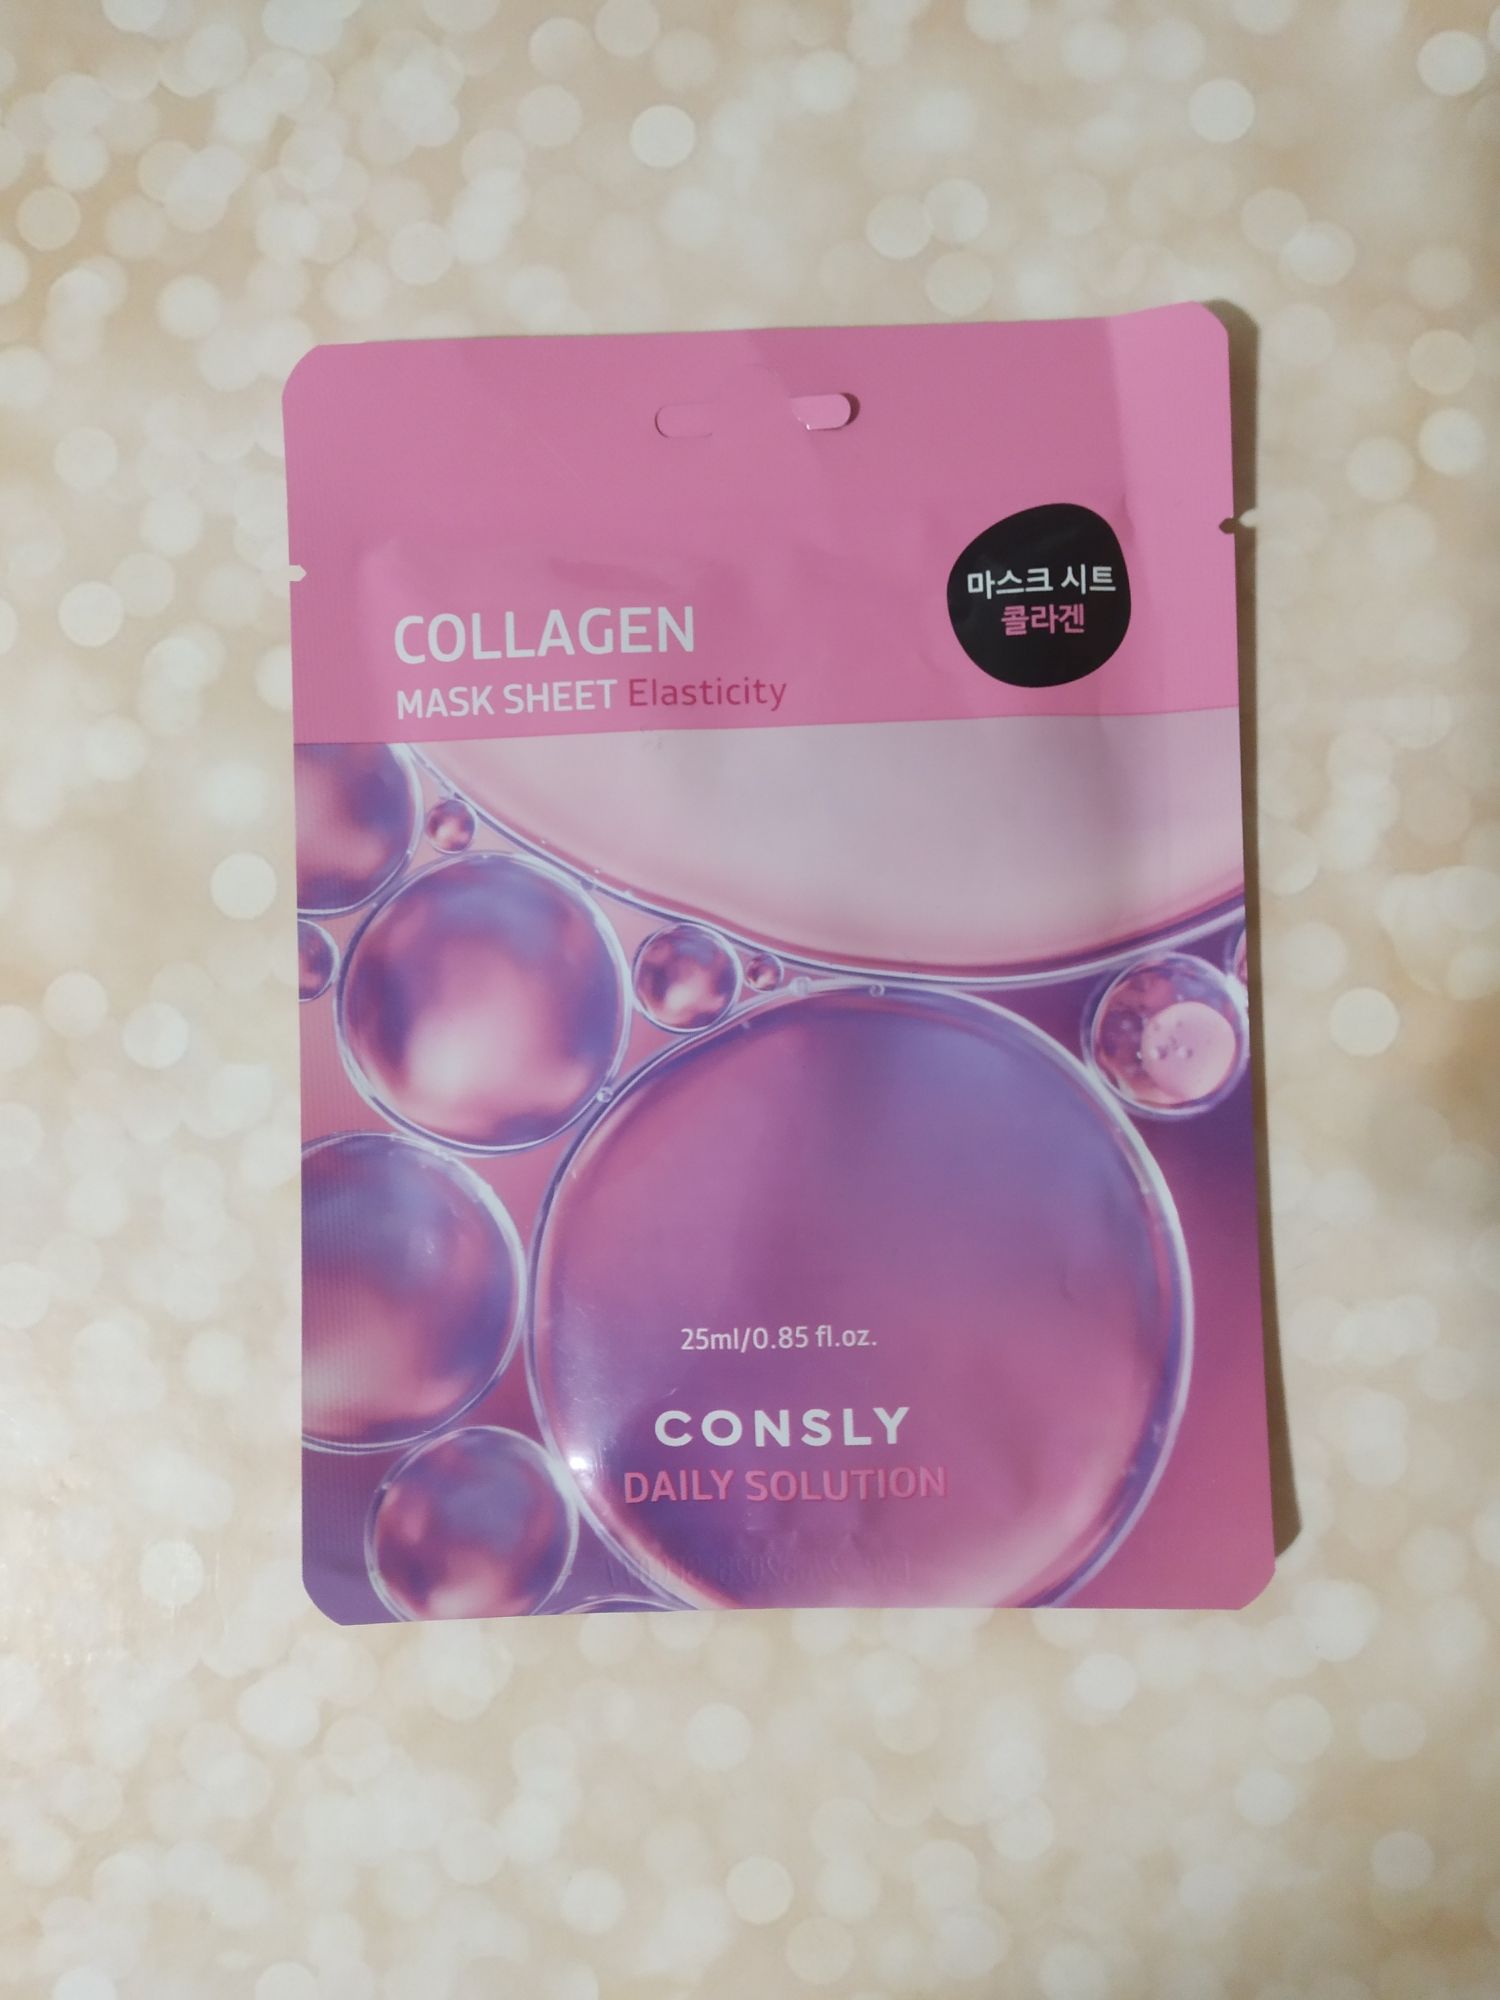 마스크 시트
콜라겐
COLLAGEN
MASK SHEET Elasticity
25ml/0.85 fl.oz.
CONSLY
DAILY SOLUTION